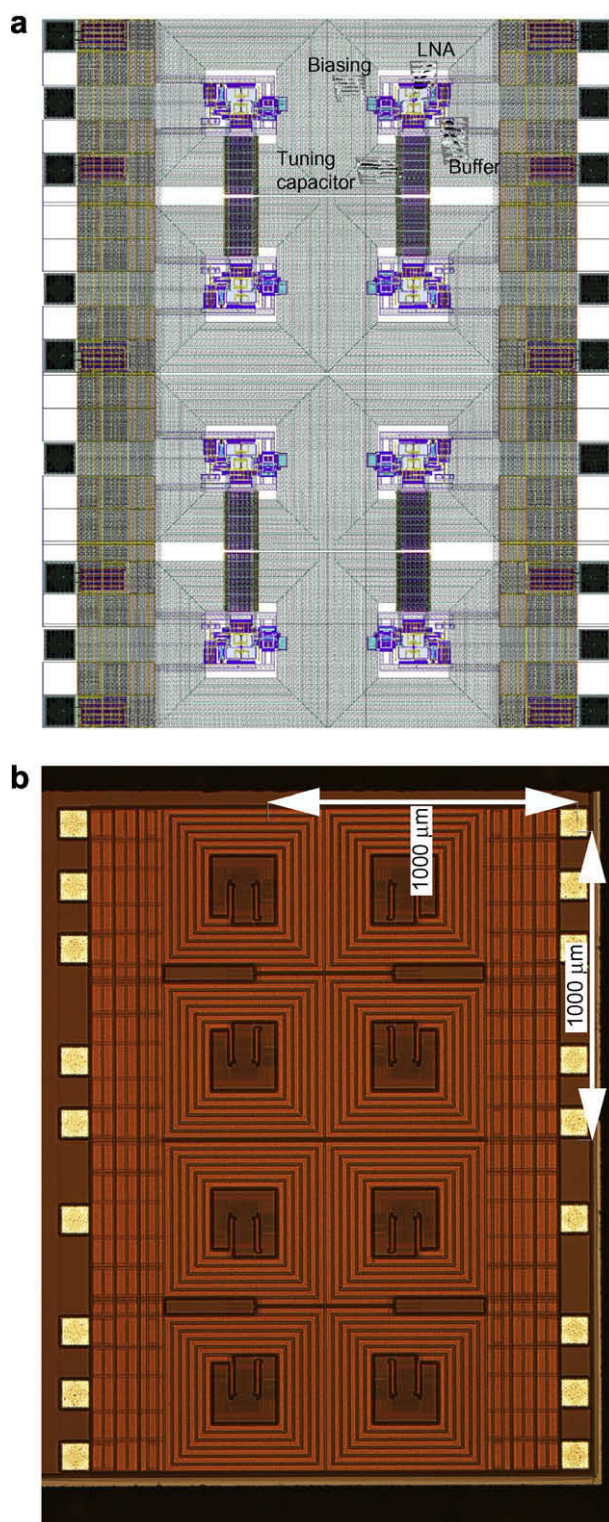 a
LNA
Biasing
Tuning
capacitor
Buffer
b
1000 µm
1000 µm